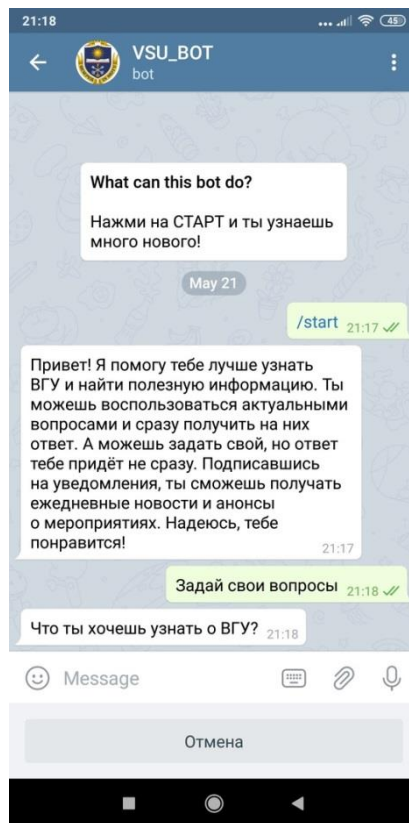 21:18
45
VSU_BOT
bot
What can this bot do?
Нажми на СТАРТ и ты узнаешь
много нового!
May 21
/start 21:17
Привет! Я помогу тебе лучше узнать
ВГУ и найти полезную информацию. Ты
можешь воспользоваться актуальными
вопросами и сразу получить на них
ответ. А можешь задать свой, но ответ
тебе придёт не сразу. Подписавшись
на уведомления, ты сможешь получать
ежедневные новости и анонсы
о мероприятиях. Надеюсь, тебе
понравится! 21:17
Задай свои вопросы 21:18
Что ты хочешь узнать о ВГУ? 21:18
Message
Отмена